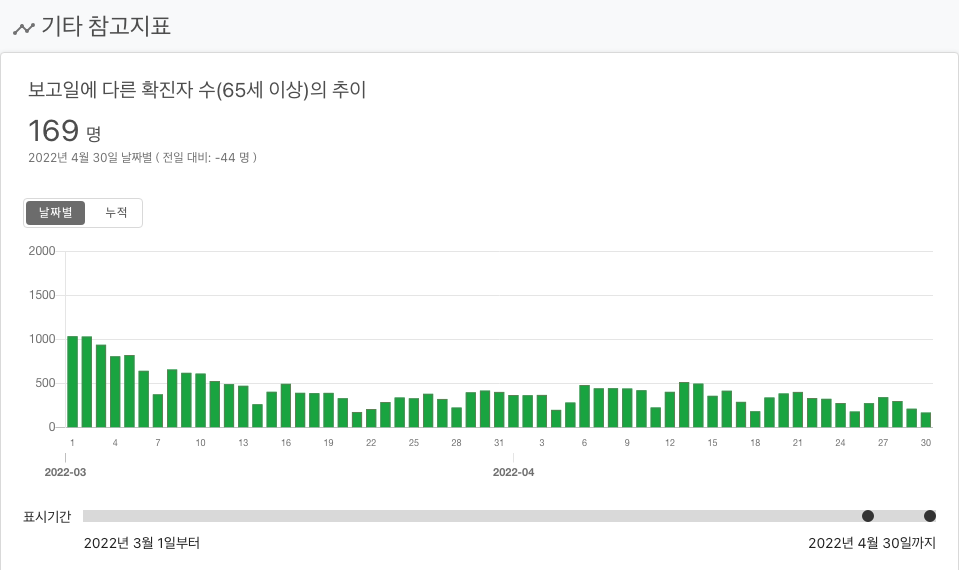 기타 참고지표
보고일에 다른 확진자 수(65세 이상)의 추이
169 명
2022년 4월 30일 날짜별 ( 전일 대비: -44 명 )
날짜별 누적
2000
1500
1000
500
0
1 4 7 10 13 16 19 22 25 28 31 3 6 9 12 15 18 21 24 27 30
2022-03 2022-04
표시기간
2022년 3월 1일부터 2022년 4월 30일까지